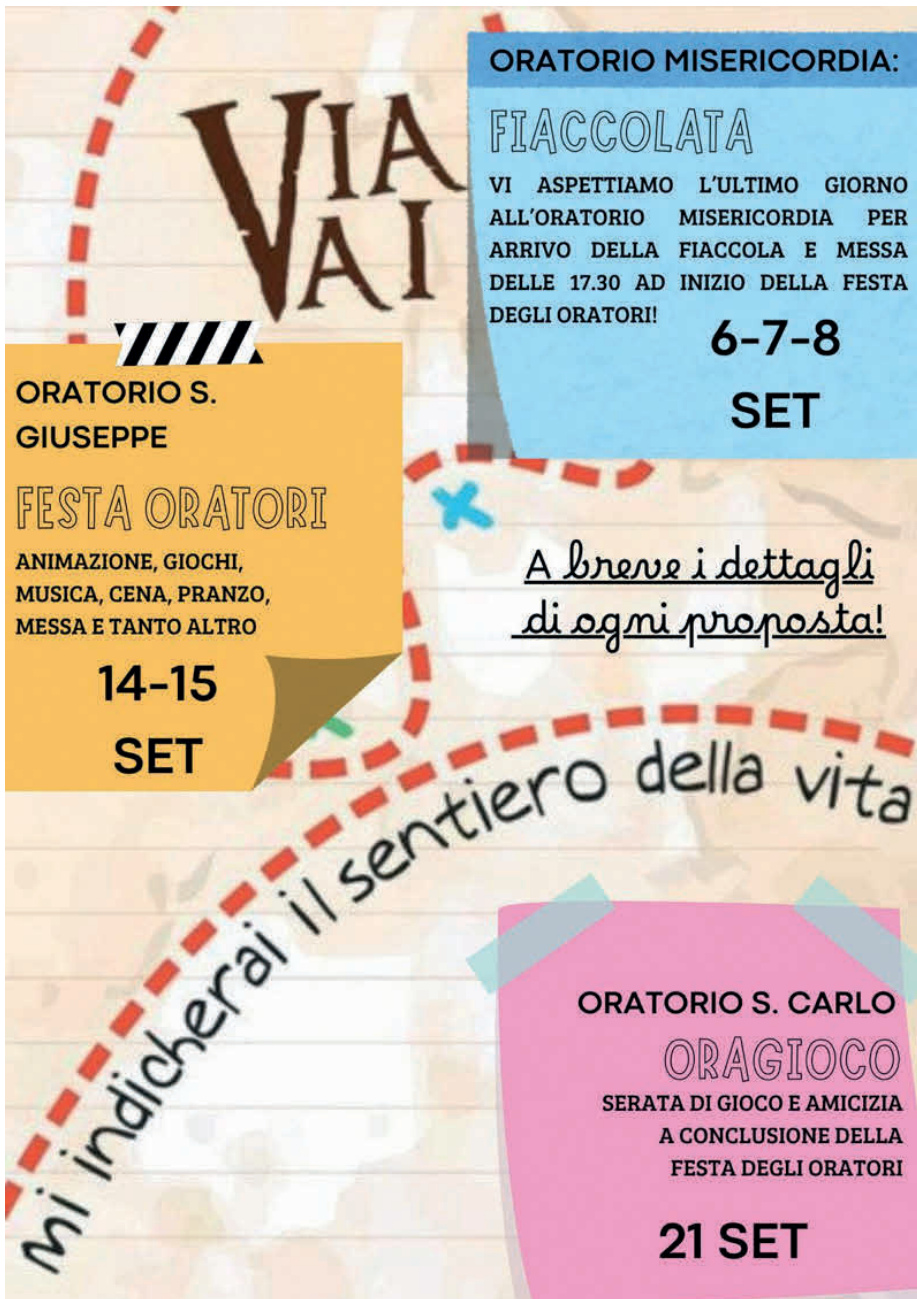 VIA
VAI
ORATORIO MISERICORDIA:
FIACCOLATA
VI ASPETTIAMO L'ULTIMO GIORNO
ALL'ORATORIO MISERICORDIA PER
ARRIVO DELLA FIACCOLA E MESSA
DELLE 17.30 AD INIZIO DELLA FESTA
DEGLI ORATORI!
6-7-8
SET
ORATORIO S.
GIUSEPPE
FESTA ORATORI
ANIMAZIONE, GIOCHI,
MUSICA, CENA, PRANZO,
MESSA E TANTO ALTRO
14-15
SET
A breve i dettagli
di ogni proposta!
mi indicherai il sentiero della vita
ORATORIO S. CARLO
ORAGIOCO
SERATA DI GIOCO E AMICIZIA
A CONCLUSIONE DELLA
FESTA DEGLI ORATORI
21 SET